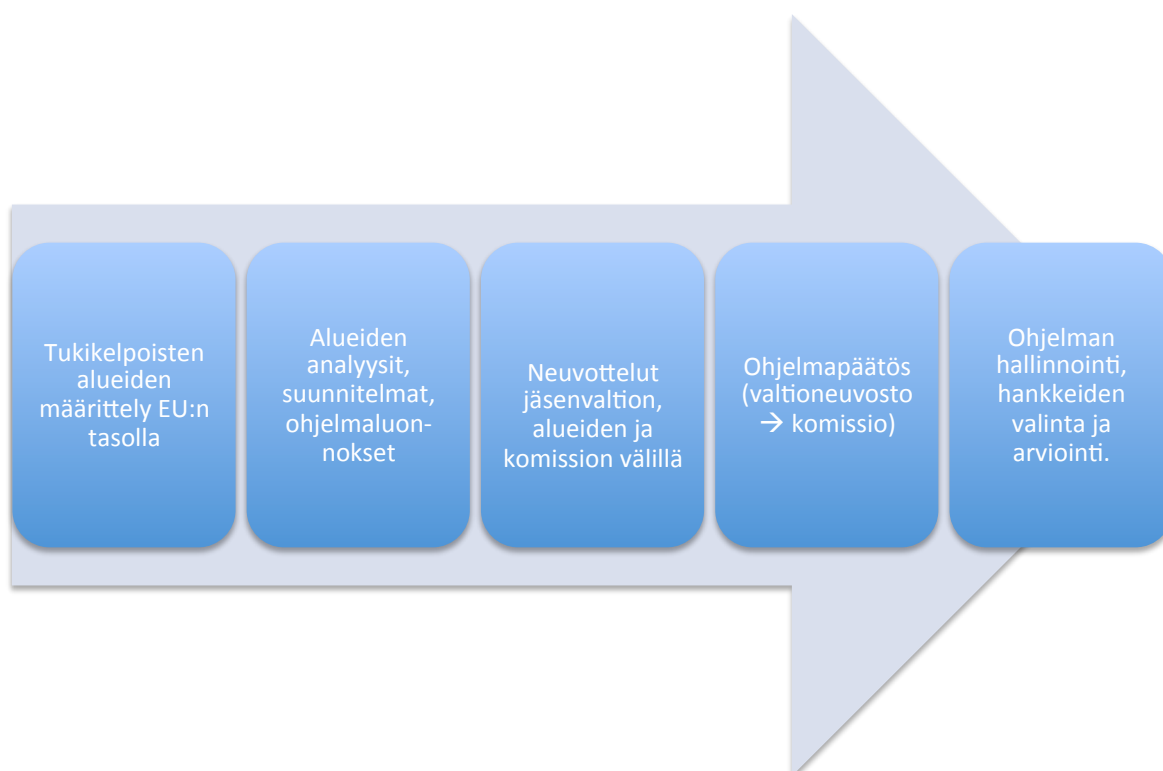 Tukikelpoisten
alueiden
määrittely EU:n
tasolla
Alueiden
analyysit,
suunnitelmat,
ohjelmaluon-
nokset
Neuvottelut
jäsenvaltion,
alueiden ja
komission välillä
Ohjelmapäätös
(valtioneuvosto
→ komissio)
Ohjelman
hallinnointi,
hankkeiden
valinta ja
arviointi.